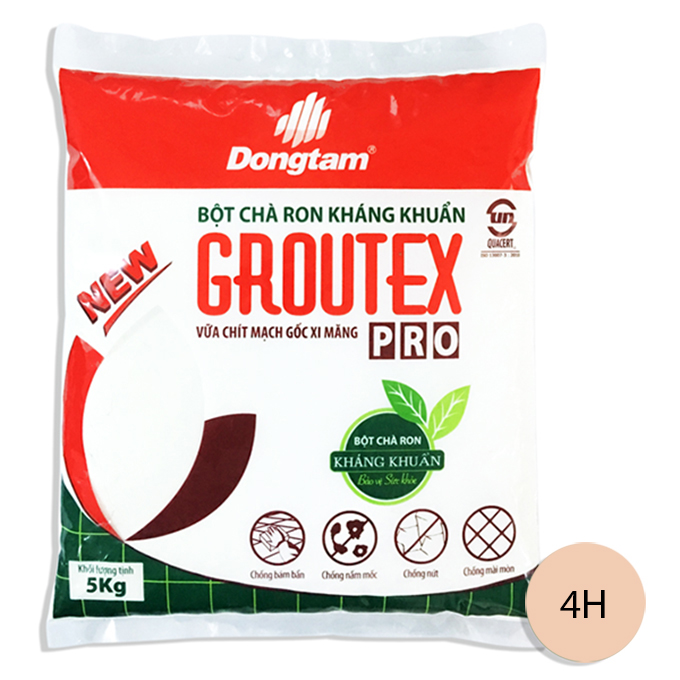 Dongtam®
BỘT CHÀ RON KHÁNG KHUẨN
NEW
GROUTEX
VỮA CHÍT MẠCH GỐC XI MĂNG
PRO
QUACERT
BỘT CHÀ RON
KHÁNG KHUẨN
Bảo vệ Sức khỏe
Chống bám bẩn
Chống nấm mốc
Chống nứt
Chống mài mòn
Khối lượng tịnh
5Kg
4H